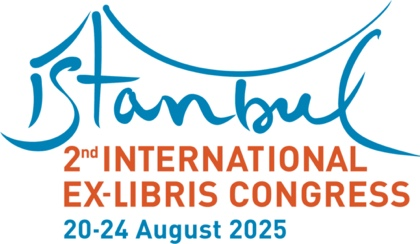 istanbul
2nd INTERNATIONAL
EX-LIBRIS CONGRESS
20-24 August 2025